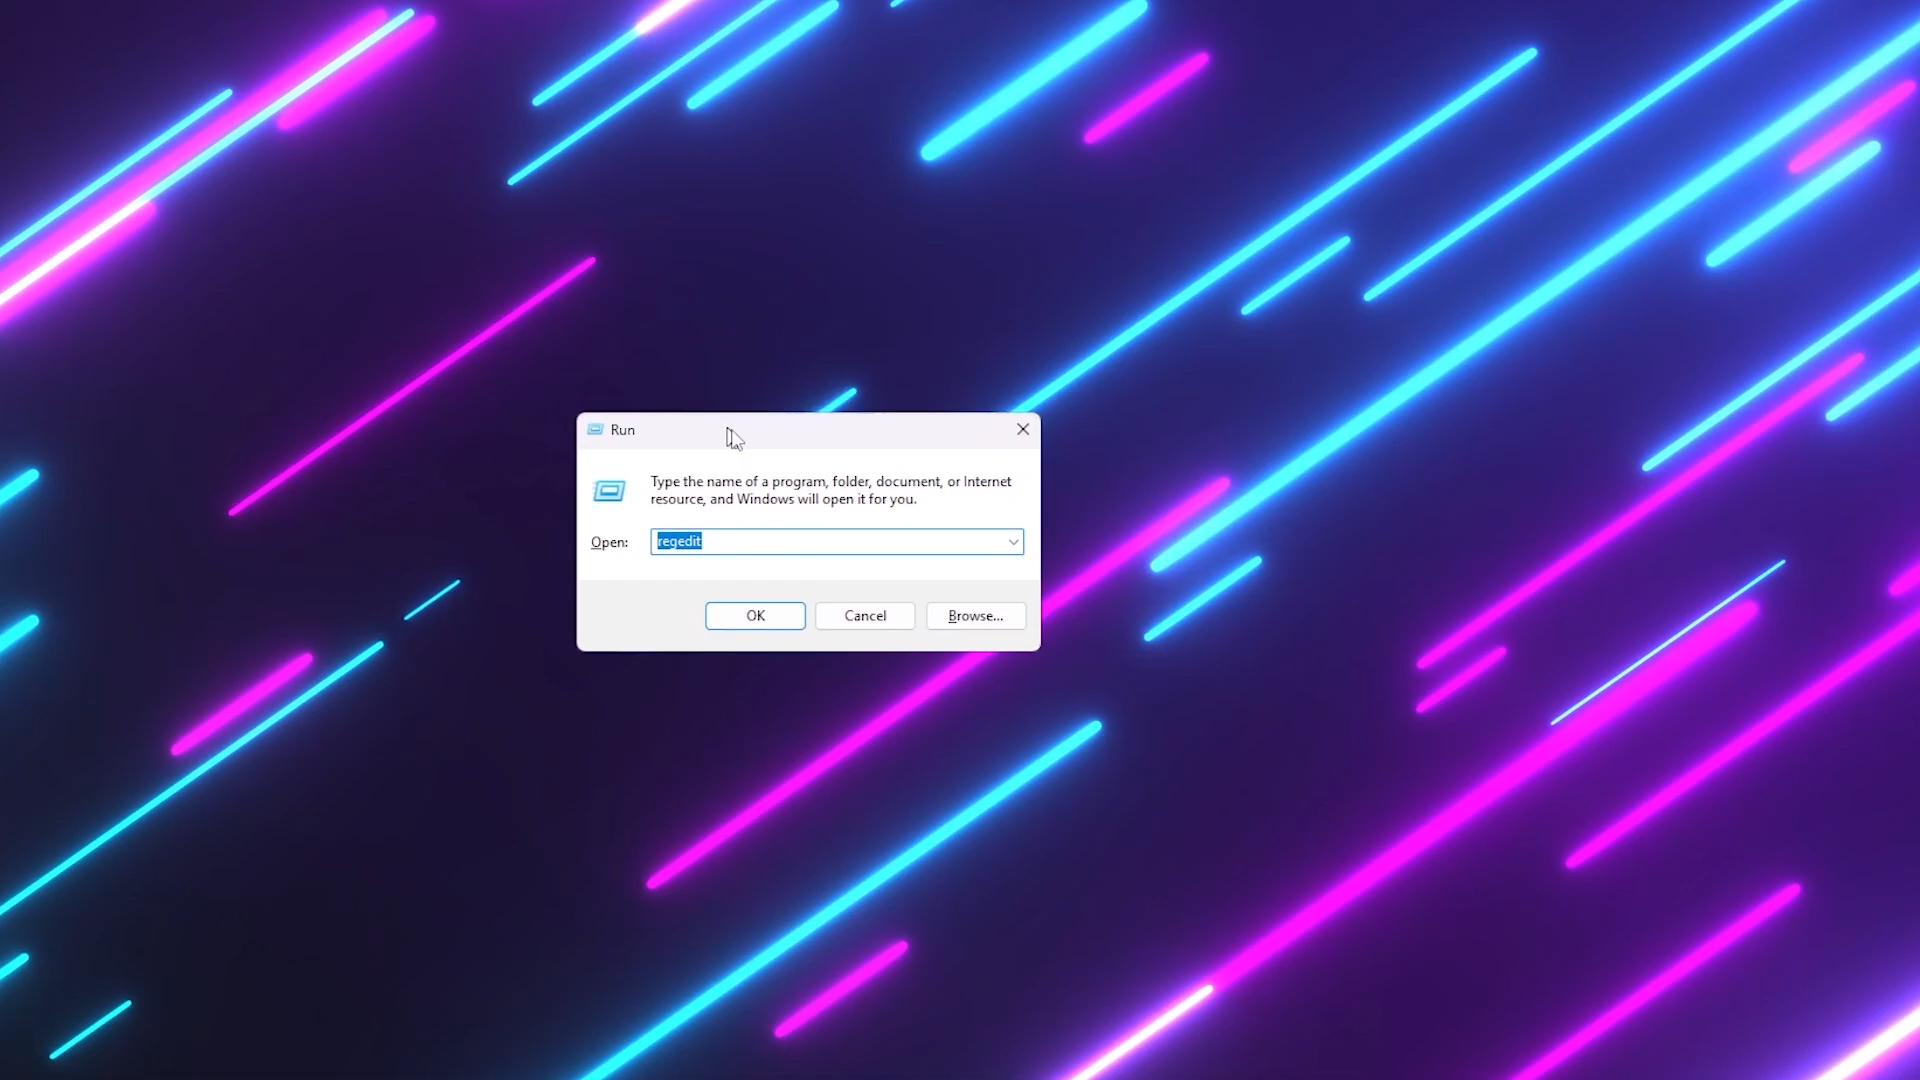 Run
Type the name of a program, folder, document, or Internet
resource, and Windows will open it for you.
Open:
regedit
OK
Cancel
Browse...